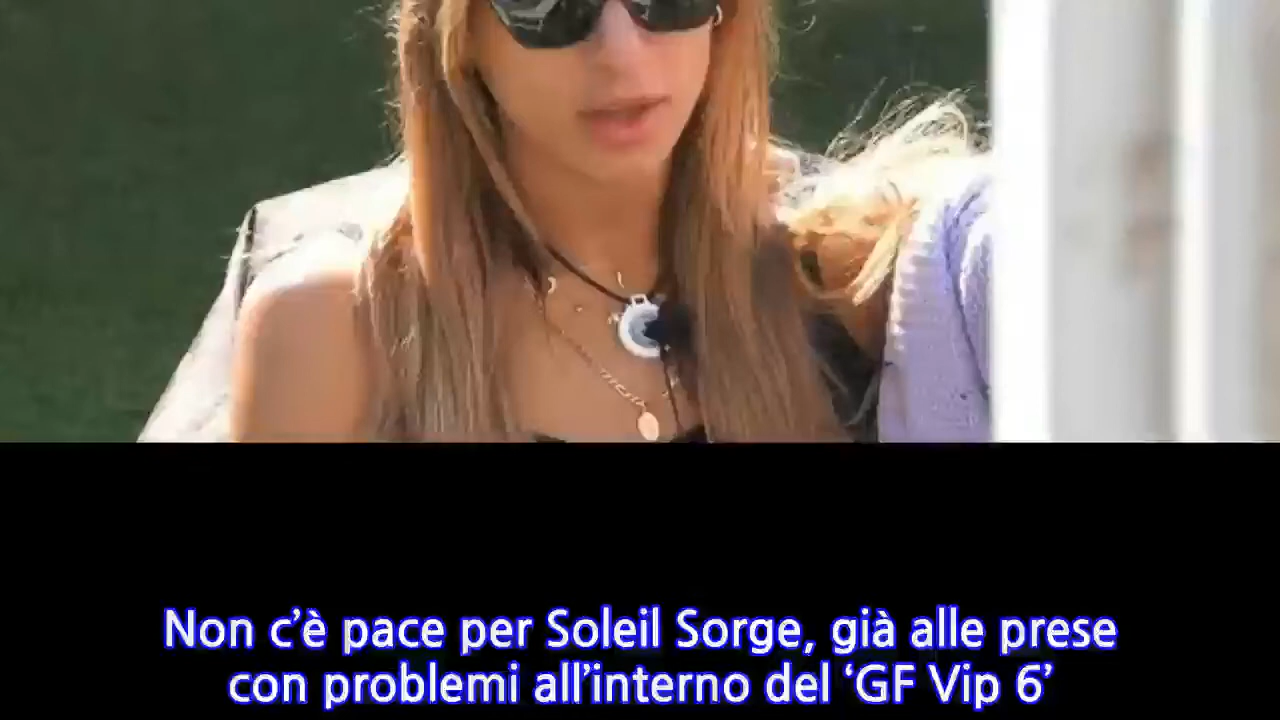 Non c’è pace per Soleil Sorge, già alle prese
con problemi all’interno del ‘GF Vip 6’